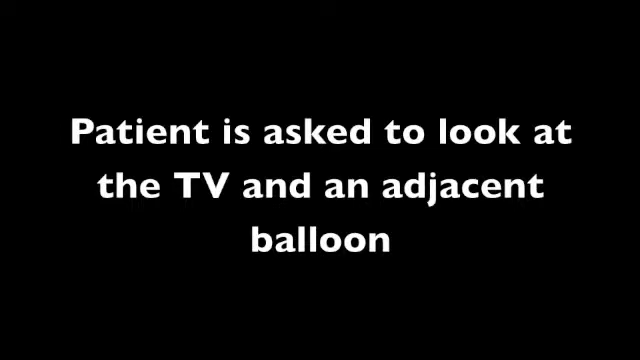 Patient is asked to look at
the TV and an adjacent
balloon